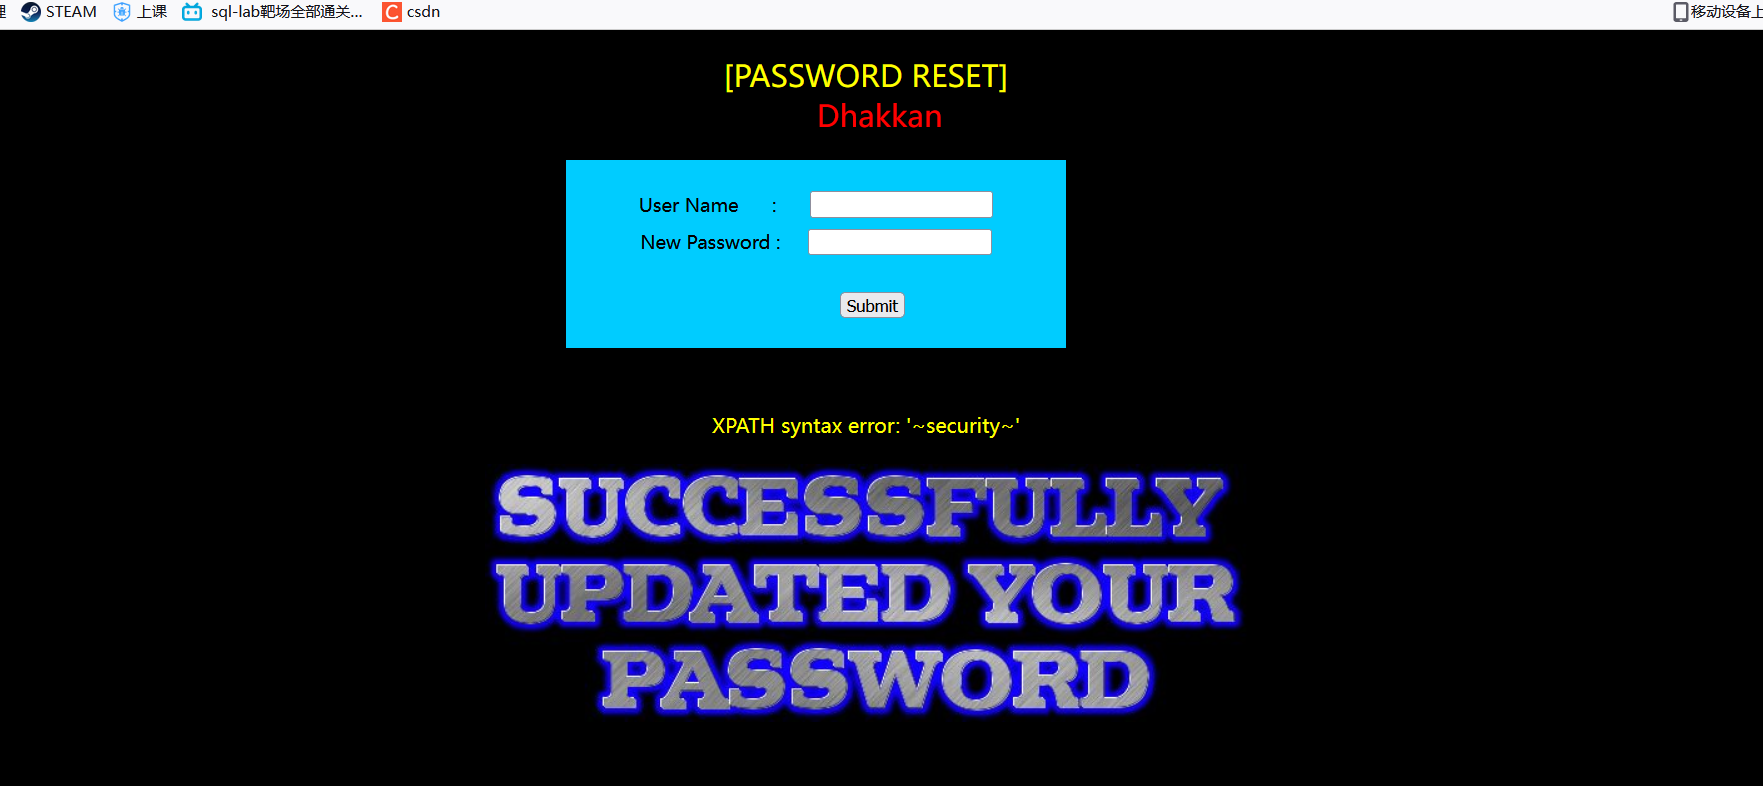 理 STEAM 上课 sql-lab靶场全部通关... csdn 移动设备上
[PASSWORD RESET]
Dhakkan
User Name :
New Password :
Submit
XPATH syntax error: '~security~'
SUCCESSFULLY
UPDATED YOUR
PASSWORD